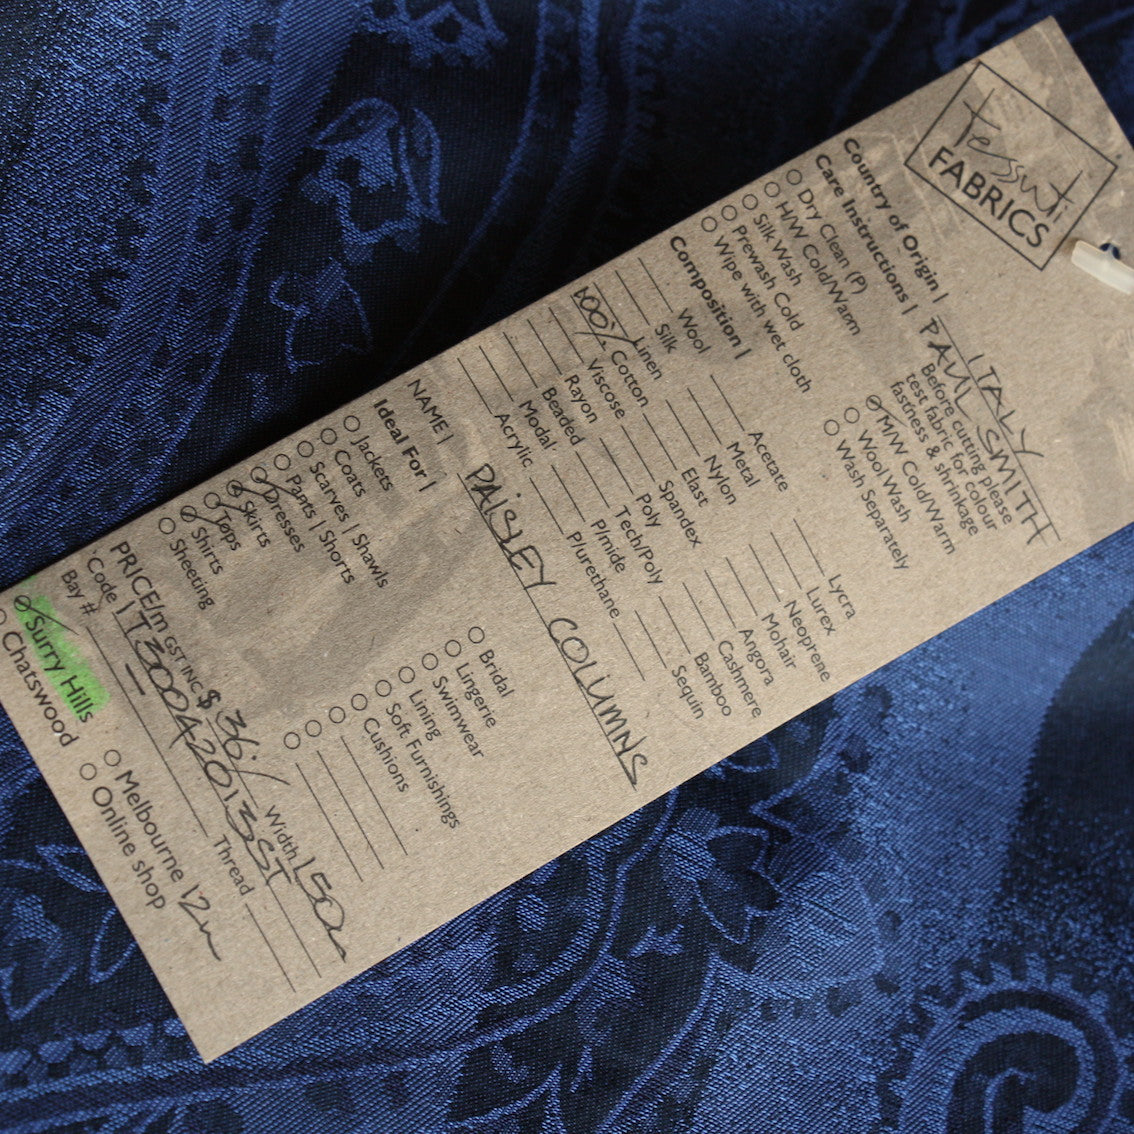 tessuti
FABRICS
Country of Origin | ITALY
PAUL SMITH
Care Instructions |
Before cutting please
test fabric for colour
fastness & shrinkage
Dry Clean (P)
H/W Cold/Warm
Silk Wash
Prewash Cold
Wipe with wet cloth
M/W Cold/Warm
Wool Wash
Wash Separately
Composition |
Wool
Silk
Linen
100% Cotton
Viscose
Rayon
Beaded
Modal
Acrylic
Acetate
Metal
Nylon
Elast
Spandex
Poly
Tech/Poly
P/mide
P/urethane
Lycra
Lurex
Neoprene
Mohair
Angora
Cashmere
Bamboo
Sequin
NAME | PAISLEY COLUMNS
Ideal For |
Jackets
Coats
Scarves | Shawls
Pants | Shorts
Dresses
Skirts
Tops
Shirts
Sheeting
Bridal
Lingerie
Swimwear
Lining
Soft Furnishings
Cushions
PRICE/m GST INC $ 36/ Width 150
Code |
Bay # Thread
Surry Hills
Chatswood
Melbourne 12m
Online shop